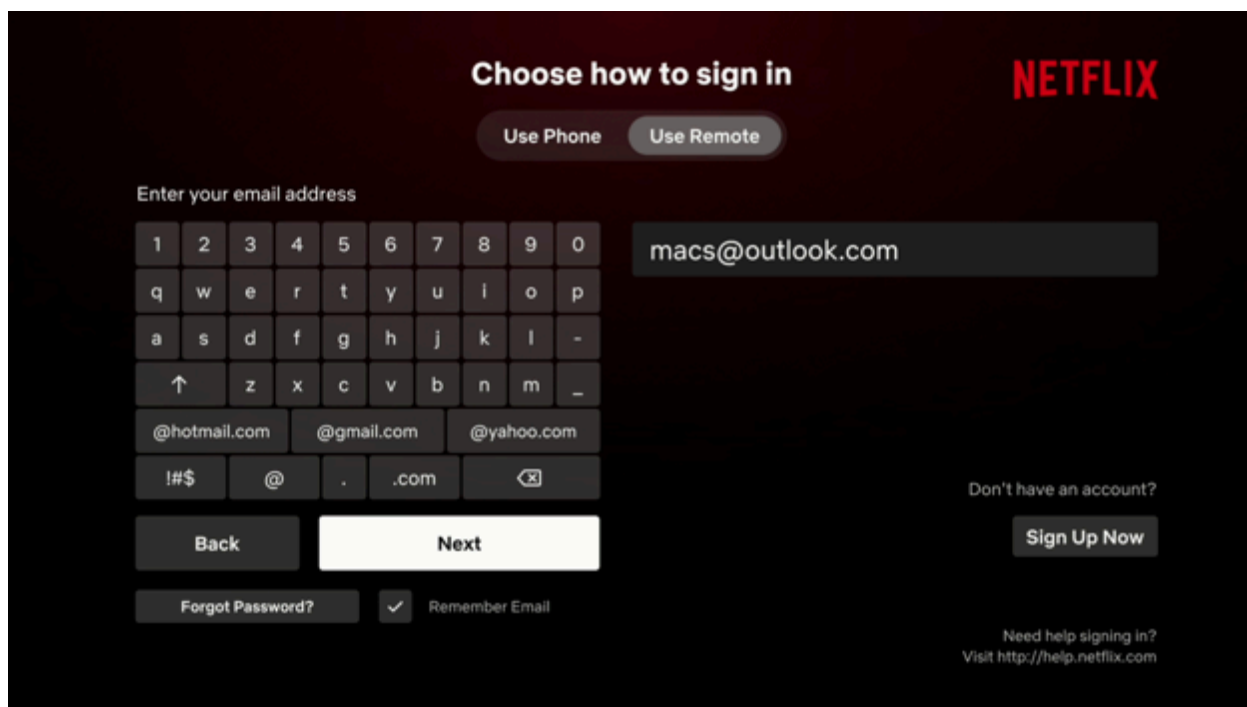 Choose how to sign in
NETFLIX
Use Phone Use Remote
Enter your email address
macs@outlook.com
1 2 3 4 5 6 7 8 9 0
q w e r t y u i o p
a s d f g h j k l -
z x c v b n m _
@hotmail.com @gmail.com @yahoo.com
!#$ @ . .com
Back Next
Forgot Password? Remember Email
Don't have an account?
Sign Up Now
Need help signing in?
Visit http://help.netflix.com